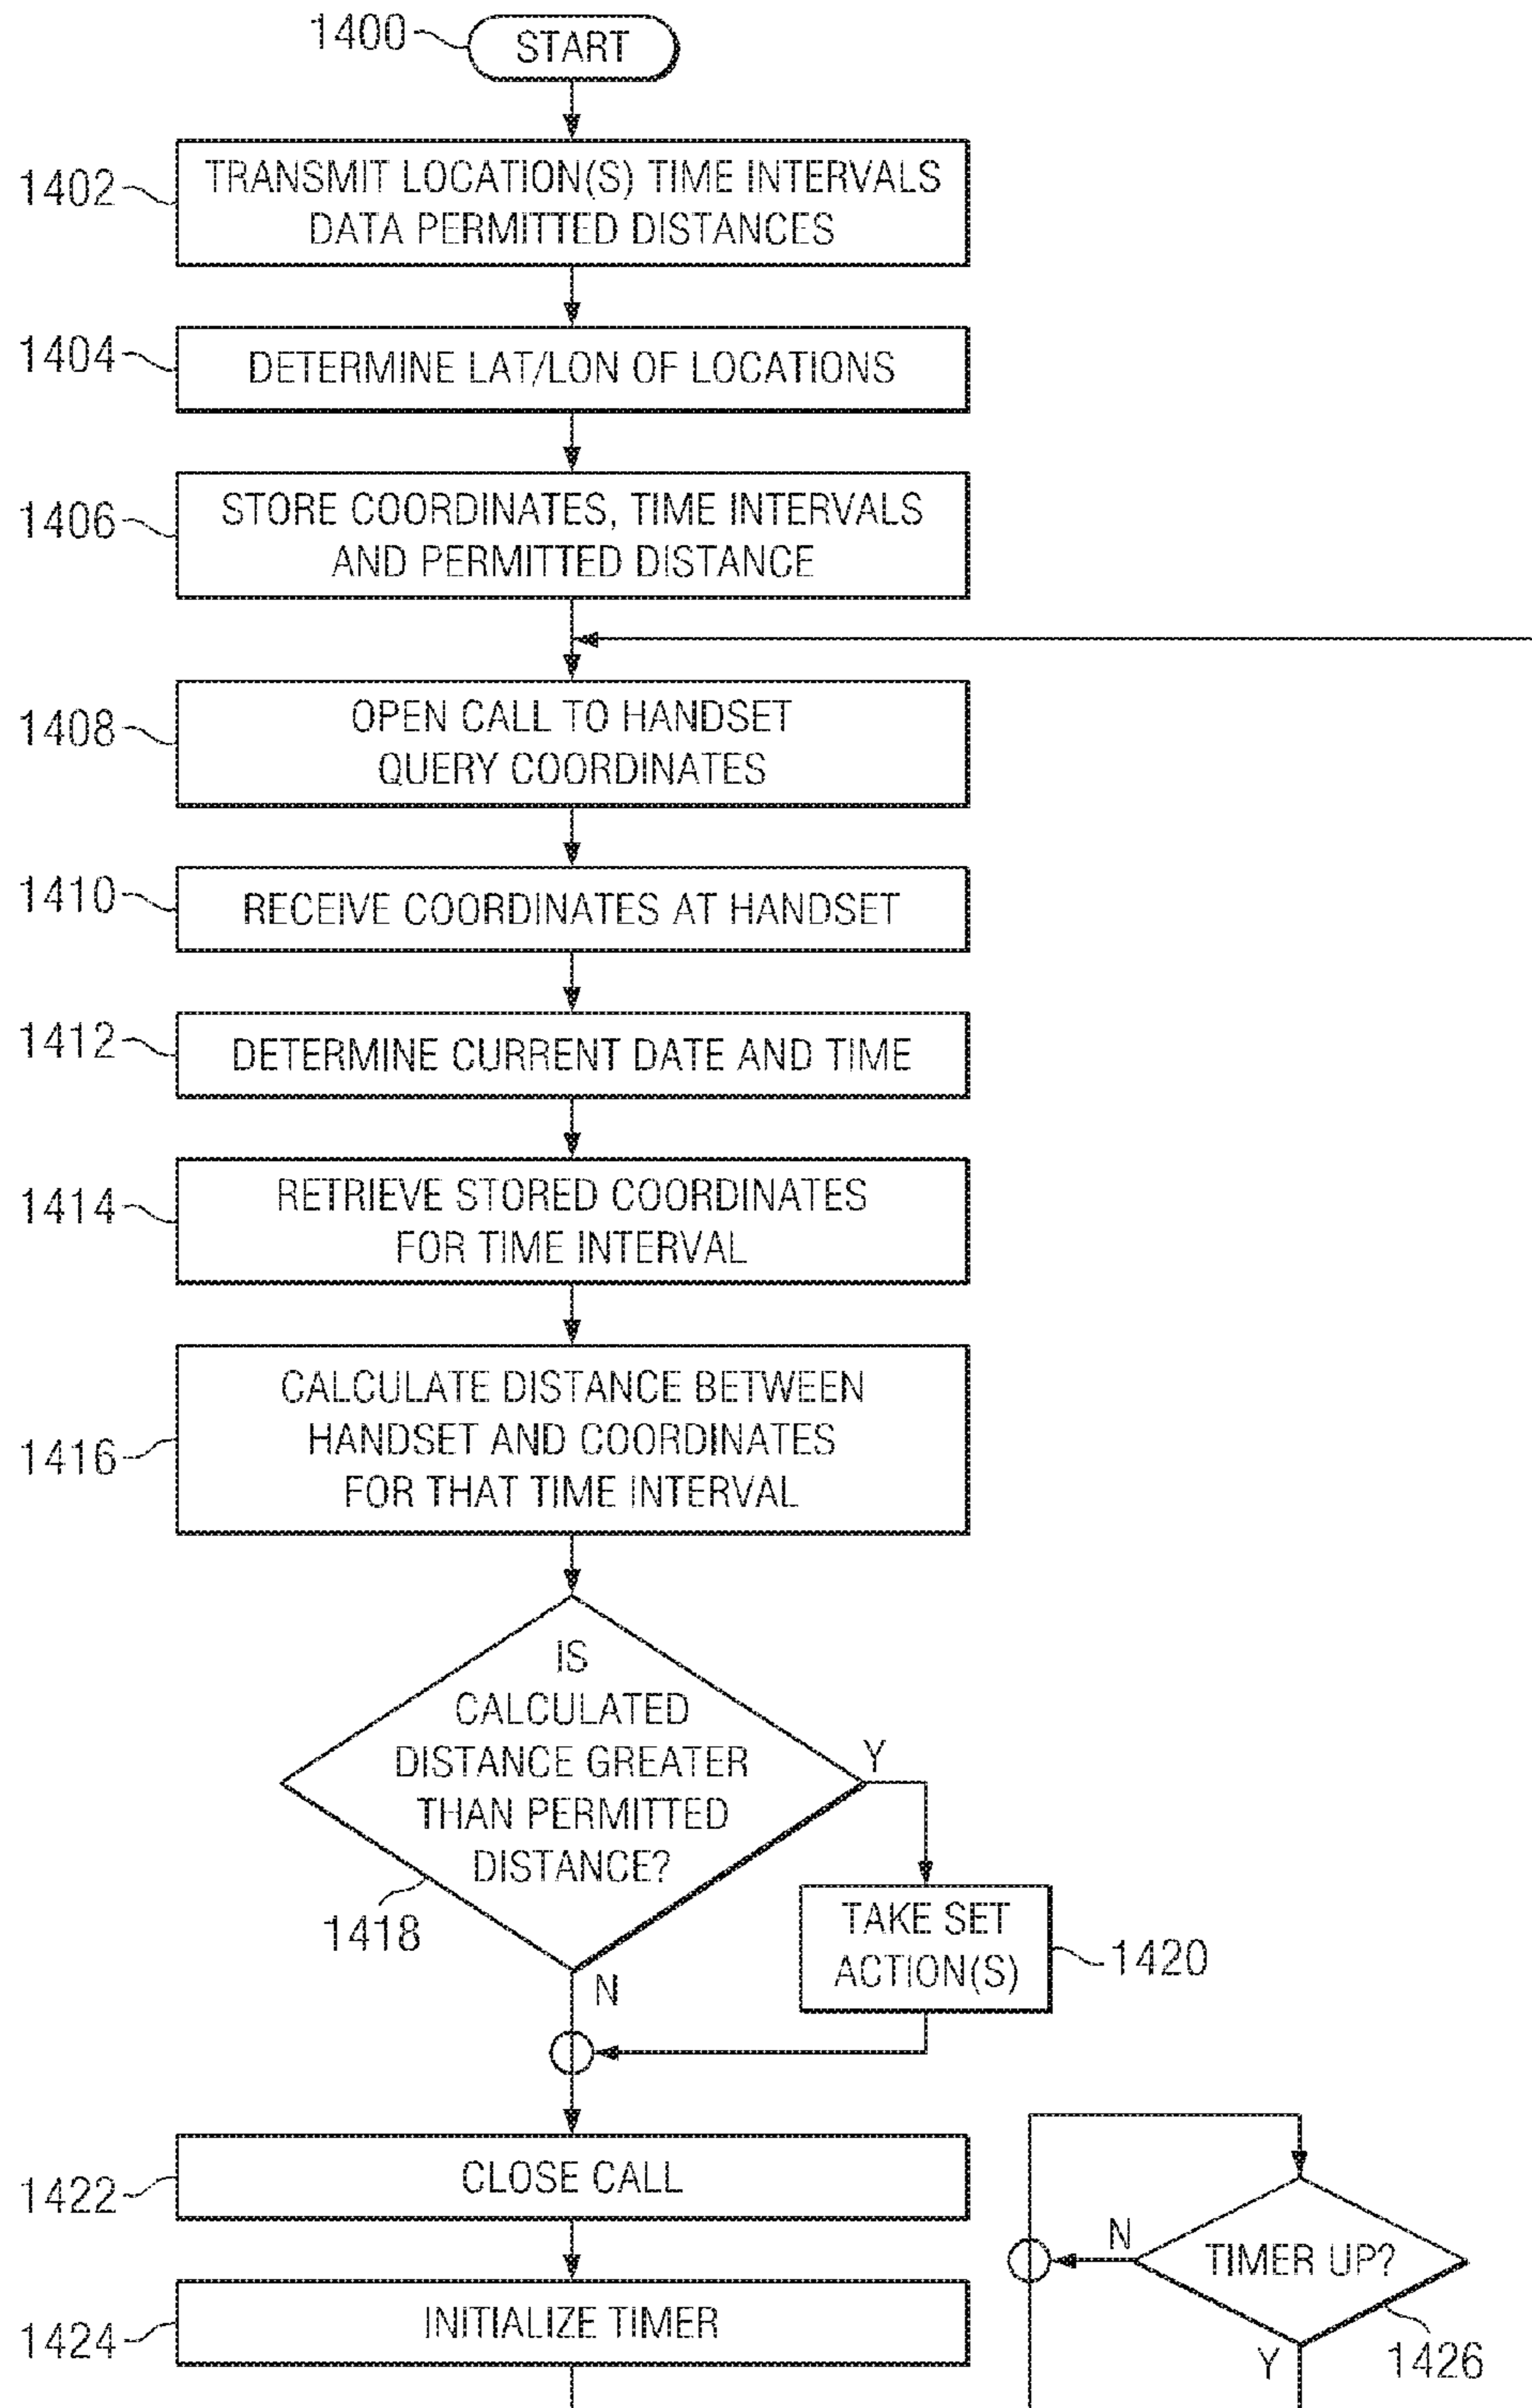 1400
START
1402
TRANSMIT LOCATION(S) TIME INTERVALS
DATA PERMITTED DISTANCES
1404
DETERMINE LAT/LON OF LOCATIONS
1406
STORE COORDINATES, TIME INTERVALS
AND PERMITTED DISTANCE
1408
OPEN CALL TO HANDSET
QUERY COORDINATES
1410
RECEIVE COORDINATES AT HANDSET
1412
DETERMINE CURRENT DATE AND TIME
1414
RETRIEVE STORED COORDINATES
FOR TIME INTERVAL
1416
CALCULATE DISTANCE BETWEEN
HANDSET AND COORDINATES
FOR THAT TIME INTERVAL
IS
CALCULATED
DISTANCE GREATER
THAN PERMITTED
DISTANCE?
1418
Y
N
TAKE SET
ACTION(S)
1420
1422
CLOSE CALL
1424
INITIALIZE TIMER
N
TIMER UP?
Y
1426